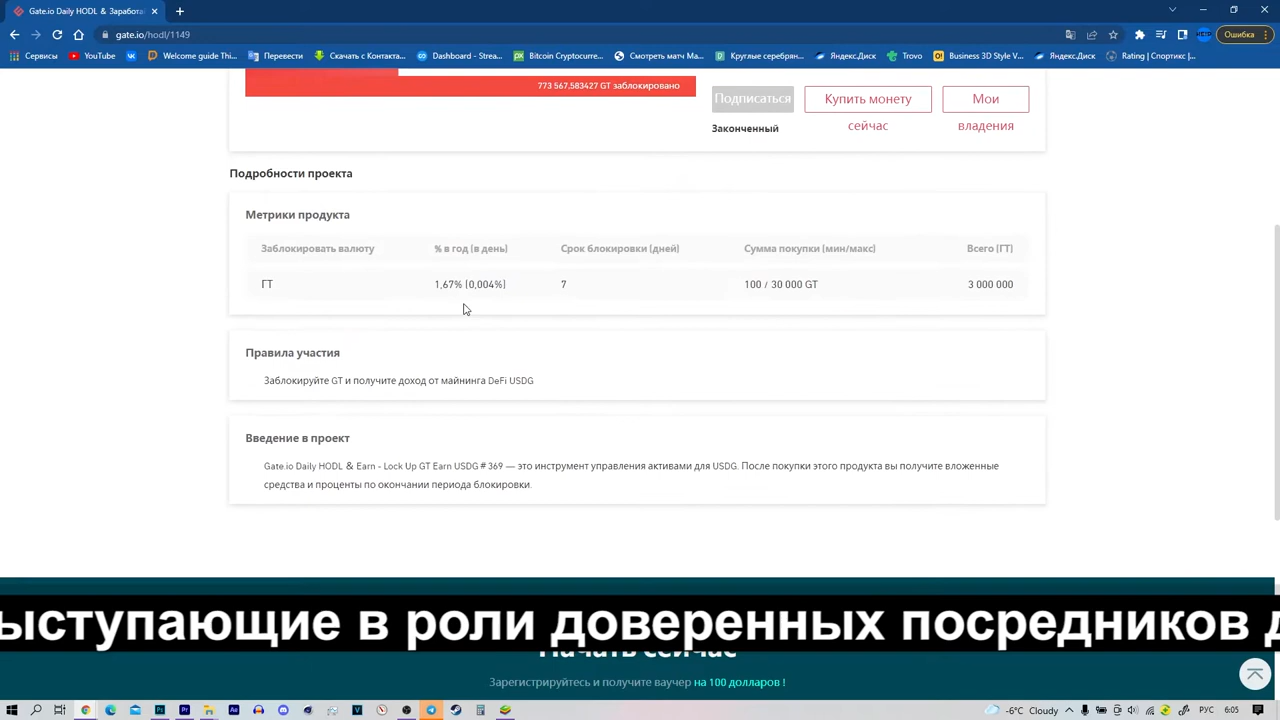 Gate.io Daily HODL & Заработа
gate.io/hodl/1149
Ошибка
Сервисы
YouTube
Welcome guide Thi...
Перевести
Скачать с Контакта...
Dashboard - Strea...
Bitcoin Cryptocurre...
Смотреть матч Ма...
Круглые серебрян...
Яндекс.Диск
Trovo
Business 3D Style V...
Яндекс.Диск
Rating | Спортикс |...
773 567,583427 GT заблокировано
Подписаться
Купить монету сейчас
Мои владения
Законченный
Подробности проекта
Метрики продукта
Заблокировать валюту % в год (в день) Срок блокировки (дней) Сумма покупки (мин/макс) Всего (ГТ)
ГТ 1,67% (0,004%) 7 100 / 30 000 GT 3 000 000
Правила участия
Заблокируйте GT и получите доход от майнинга DeFi USDG
Введение в проект
Gate.io Daily HODL & Earn - Lock Up GT Earn USDG # 369 — это инструмент управления активами для USDG. После покупки этого продукта вы получите вложенные
средства и проценты по окончании периода блокировки.
ыступающие в роли доверенных посредников д
Начать сейчас
Зарегистрируйтесь и получите ваучер на 100 долларов !
-6°C Cloudy
РУС
6:05